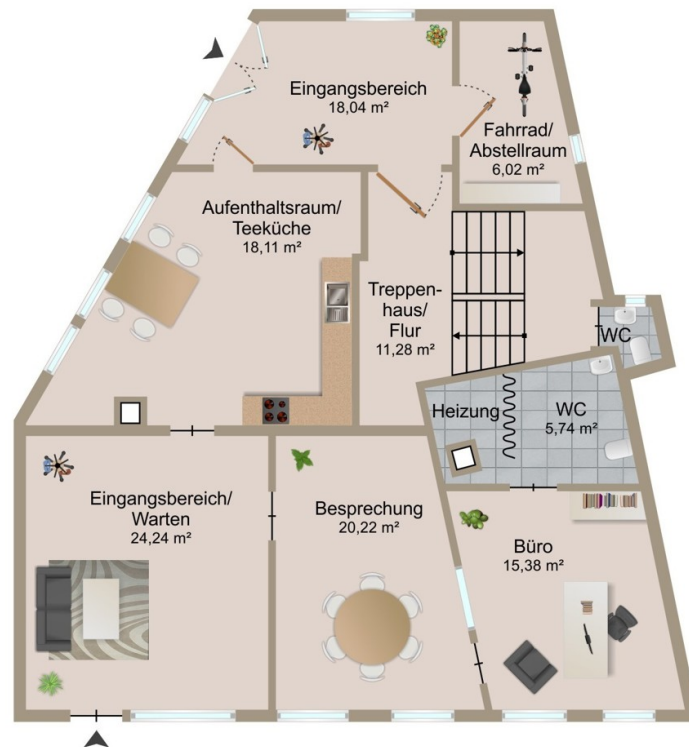 Eingangsbereich
18,04 m²
Fahrrad/
Abstellraum
6,02 m²
Aufenthaltsraum/
Teeküche
18,11 m²
Treppen-
haus/
Flur
11,28 m²
WC
Heizung
WC
5,74 m²
Eingangsbereich/
Warten
24,24 m²
Besprechung
20,22 m²
Büro
15,38 m²